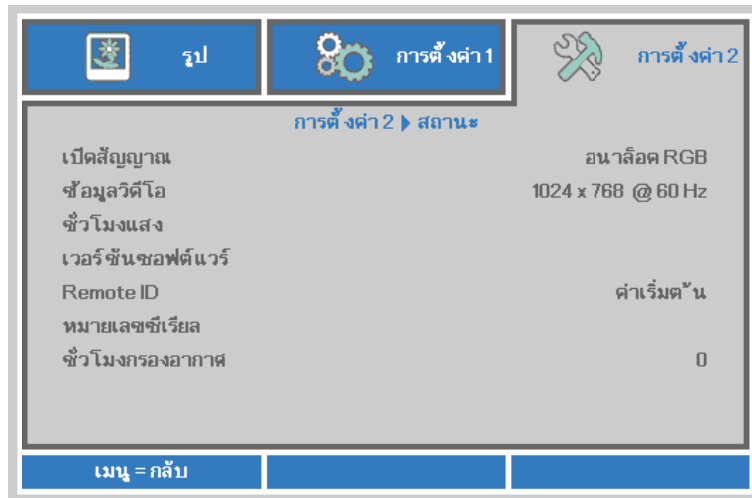 รูป
การตั้งค่า 1
การตั้งค่า 2
การตั้งค่า 2 ▶ สถานะ
เปิดสัญญาณ อนาล็อค RGB
ข้อมูลวิดีโอ 1024 x 768 @ 60 Hz
ชั่วโมงแสง
เวอร์ชันซอฟต์แวร์
Remote ID ค่าเริ่มต้น
หมายเลขซีเรียล
ชั่วโมงกรองอากาศ 0
เมนู = กลับ